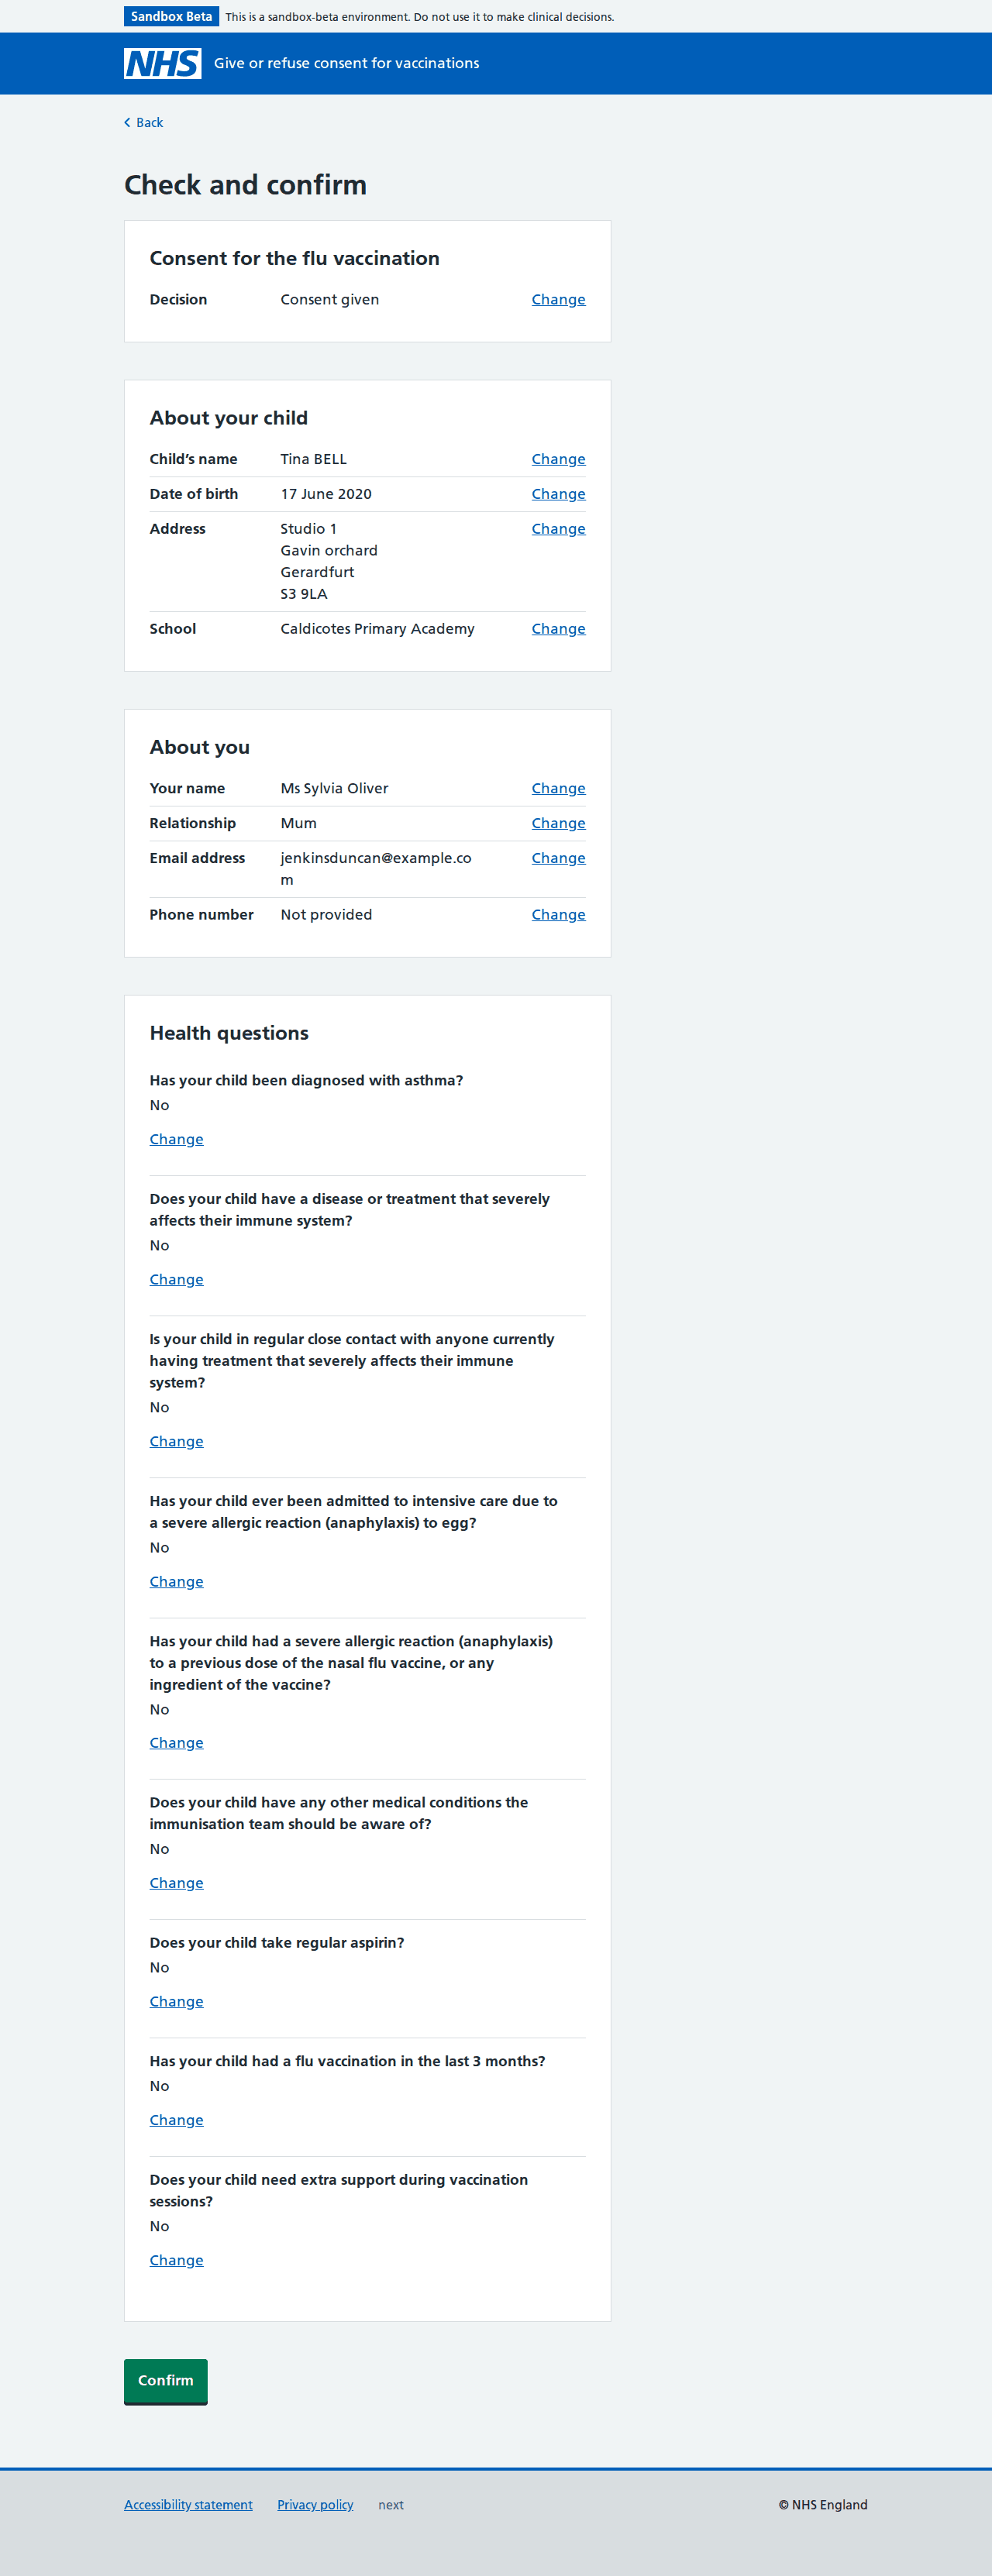 Sandbox Beta This is a sandbox-beta environment. Do not use it to make clinical decisions.
NHS Give or refuse consent for vaccinations
Back
Check and confirm
Consent for the flu vaccination
Decision Consent given Change
About your child
Child’s name Tina BELL Change
Date of birth 17 June 2020 Change
Address Studio 1 Change
Gavin orchard
Gerardfurt
S3 9LA
School Caldicotes Primary Academy Change
About you
Your name Ms Sylvia Oliver Change
Relationship Mum Change
Email address jenkinsduncan@example.co Change
m
Phone number Not provided Change
Health questions
Has your child been diagnosed with asthma?
No
Change
Does your child have a disease or treatment that severely
affects their immune system?
No
Change
Is your child in regular close contact with anyone currently
having treatment that severely affects their immune
system?
No
Change
Has your child ever been admitted to intensive care due to
a severe allergic reaction (anaphylaxis) to egg?
No
Change
Has your child had a severe allergic reaction (anaphylaxis)
to a previous dose of the nasal flu vaccine, or any
ingredient of the vaccine?
No
Change
Does your child have any other medical conditions the
immunisation team should be aware of?
No
Change
Does your child take regular aspirin?
No
Change
Has your child had a flu vaccination in the last 3 months?
No
Change
Does your child need extra support during vaccination
sessions?
No
Change
Confirm
Accessibility statement Privacy policy next © NHS England